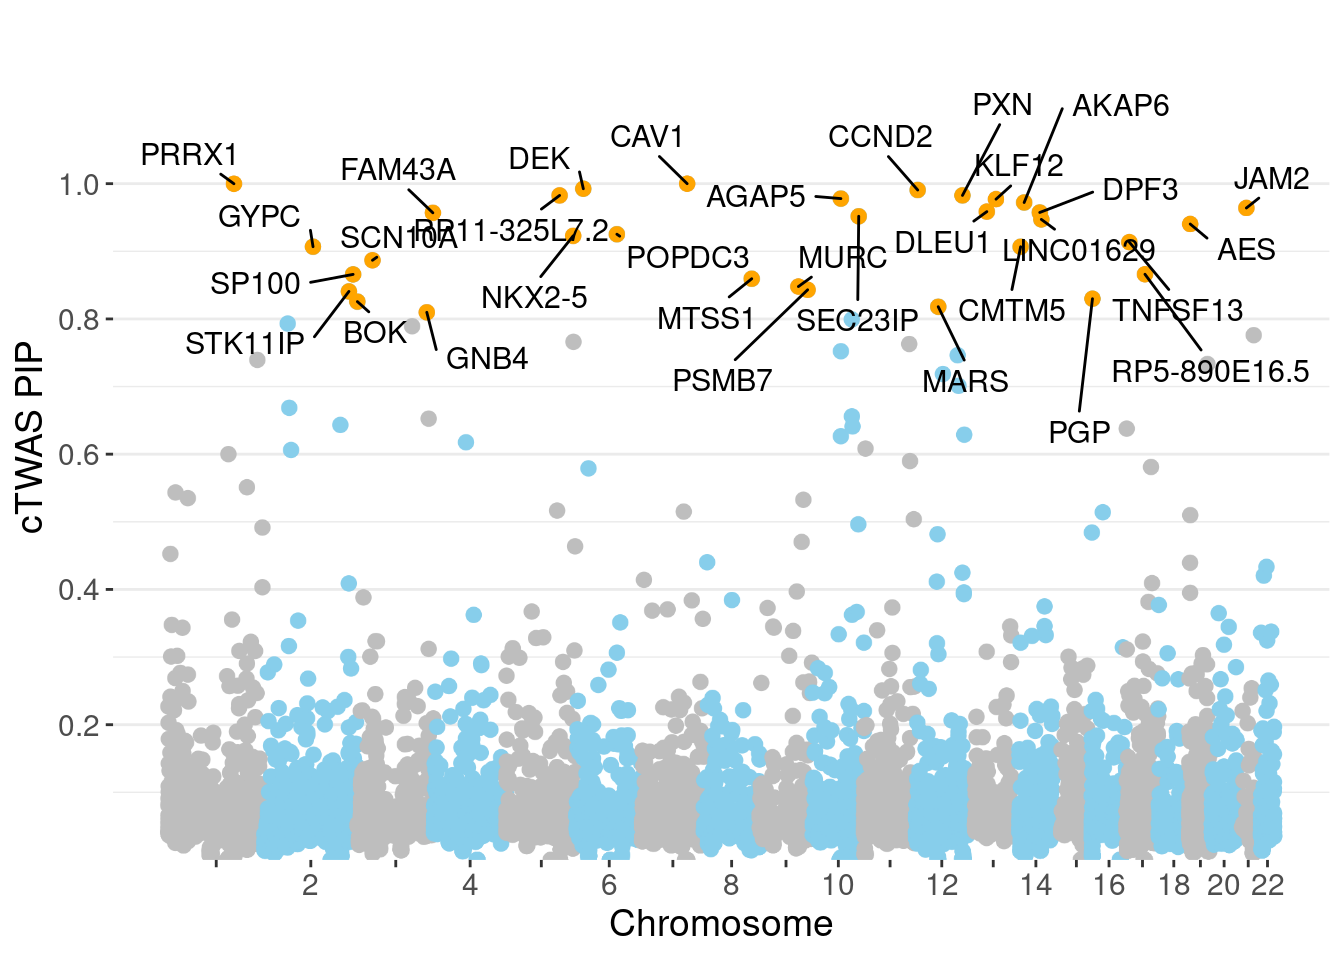 PXN
AKAP6
CAV1
CCND2
PRRX1
DEK
KLF12
FAM43A
JAM2
AGAP5
DPF3
1.0
GYPC
SCN10A
RP11-325L7.2
DLEU1
LINC01629
AES
POPDC3
MURC
SP100
NKX2-5
CMTM5
TNFSF13
MTSS1
SEC23IP
0.8
STK11IP
BOK
GNB4
PSMB7
MARS
RP5-890E16.5
PGP
0.6
cTWAS PIP
0.4
0.2
2
4
6
8
10
12
14
16
18
20
22
Chromosome